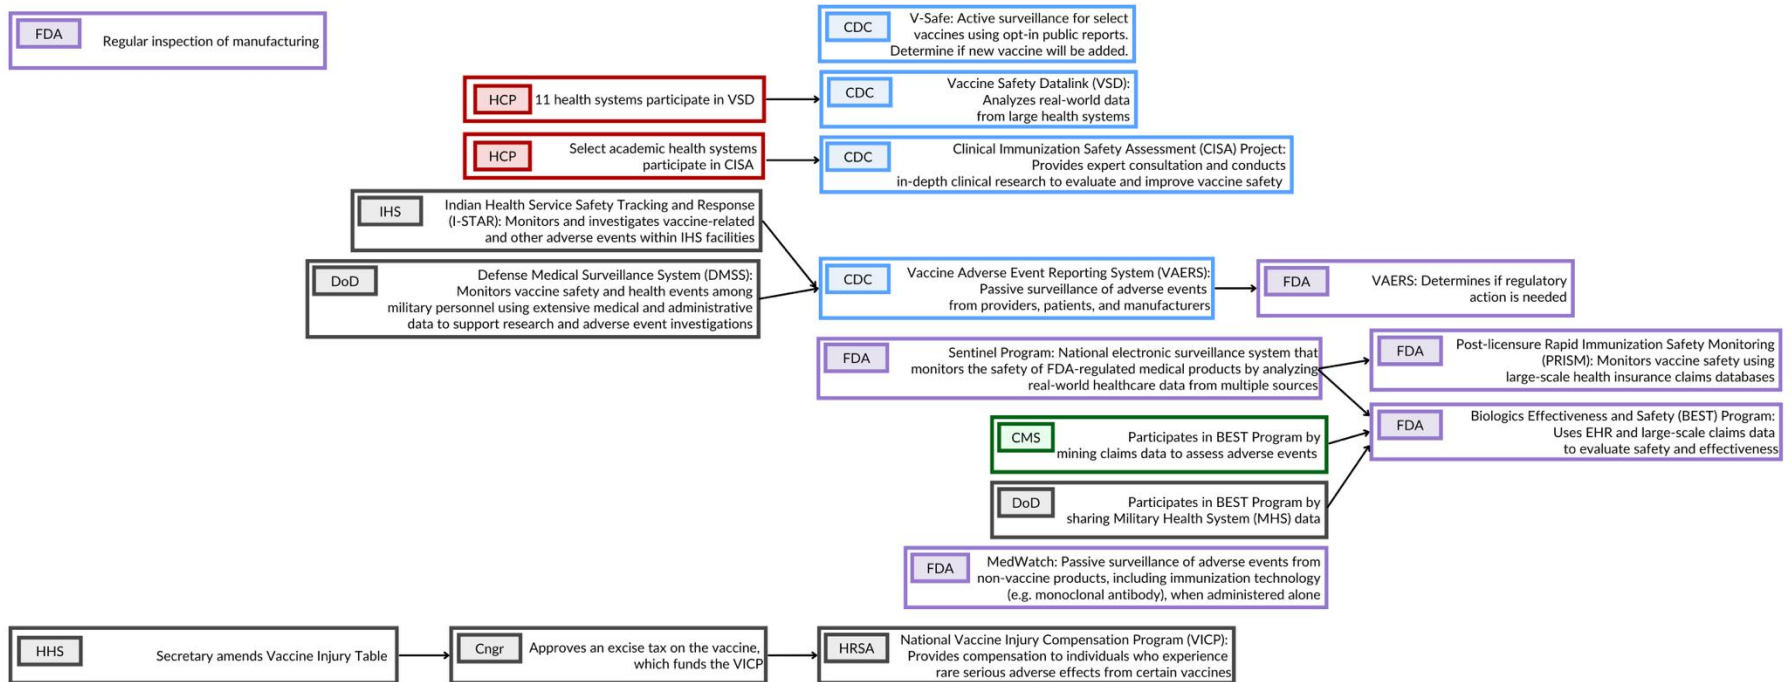 FDA
Regular inspection of manufacturing
CDC
V-Safe: Active surveillance for select
vaccines using opt-in public reports.
Determine if new vaccine will be added.
HCP
11 health systems participate in VSD
CDC
Vaccine Safety Datalink (VSD):
Analyzes real-world data
from large health systems
HCP
Select academic health systems
participate in CISA
CDC
Clinical Immunization Safety Assessment (CISA) Project:
Provides expert consultation and conducts
in-depth clinical research to evaluate and improve vaccine safety
IHS
Indian Health Service Safety Tracking and Response
(I-STAR): Monitors and investigates vaccine-related
and other adverse events within IHS facilities
DoD
Defense Medical Surveillance System (DMSS):
Monitors vaccine safety and health events among
military personnel using extensive medical and administrative
data to support research and adverse event investigations
CDC
Vaccine Adverse Event Reporting System (VAERS):
Passive surveillance of adverse events
from providers, patients, and manufacturers
FDA
VAERS: Determines if regulatory
action is needed
FDA
Sentinel Program: National electronic surveillance system that
monitors the safety of FDA-regulated medical products by analyzing
real-world healthcare data from multiple sources
FDA
Post-licensure Rapid Immunization Safety Monitoring
(PRISM): Monitors vaccine safety using
large-scale health insurance claims databases
FDA
Biologics Effectiveness and Safety (BEST) Program:
Uses EHR and large-scale claims data
to evaluate safety and effectiveness
CMS
Participates in BEST Program by
mining claims data to assess adverse events
DoD
Participates in BEST Program by
sharing Military Health System (MHS) data
FDA
MedWatch: Passive surveillance of adverse events from
non-vaccine products, including immunization technology
(e.g. monoclonal antibody), when administered alone
HHS
Secretary amends Vaccine Injury Table
Cngr
Approves an excise tax on the vaccine,
which funds the VICP
HRSA
National Vaccine Injury Compensation Program (VICP):
Provides compensation to individuals who experience
rare serious adverse effects from certain vaccines